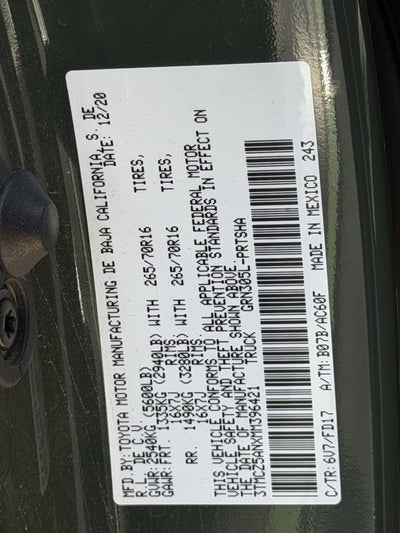 MFD.BY:TOYOTA MOTOR MANUFACTURING DE BAJA CALIFORNIA, S. DE
R.L. DE C.V. DATE: 12/20
GVWR:2540KG (5600LB)
GAWR:FRT. 1335KG (2940LB) WITH 265/70R16 TIRES,
16X7J RIMS
RR. 1490KG (3280LB) WITH 265/70R16 TIRES,
16X7J RIMS.
THIS VEHICLE CONFORMS TO ALL APPLICABLE FEDERAL MOTOR
VEHICLE SAFETY AND THEFT PREVENTION STANDARDS IN EFFECT ON
THE DATE OF MANUFACTURE SHOWN ABOVE.
3TMCZ5ANXMM396421 TRUCK GRN305L-PRTSHA
C/TR:6V7/FD17 A/TM:B07B/AC60F MADE IN MEXICO 243